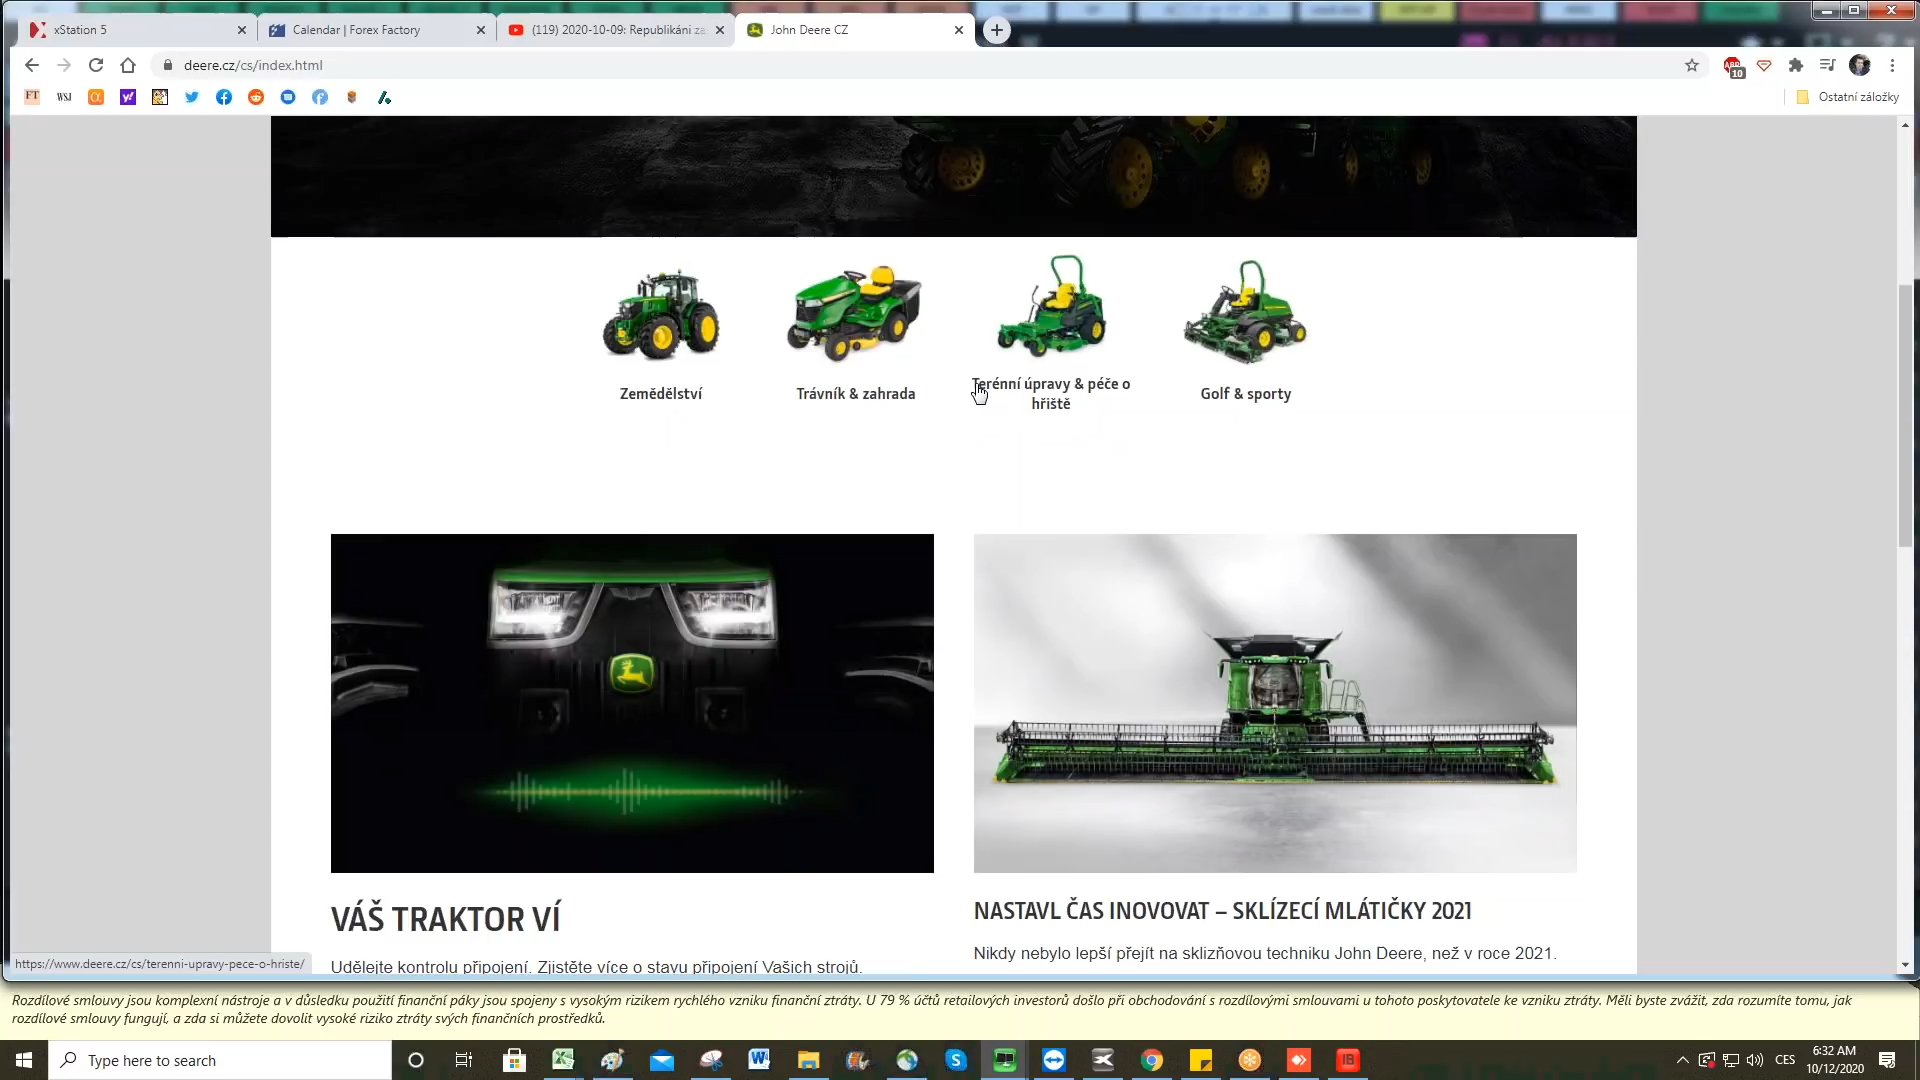 xStation 5
Calendar | Forex Factory
(119) 2020-10-09: Republikáni za
John Deere CZ
deere.cz/cs/index.html
ABP
10
FT
WSJ
y!
Ostatní záložky
Zemědělství
Trávník & zahrada
Terénní úpravy & péče o
hřiště
Golf & sporty
VÁŠ TRAKTOR VÍ
Udělejte kontrolu připojení. Zjistěte více o stavu připojení Vašich strojů.
NASTAVL ČAS INOVOVAT – SKLÍZECÍ MLÁTIČKY 2021
Nikdy nebylo lepší přejít na sklizňovou techniku John Deere, než v roce 2021.
https://www.deere.cz/cs/terenni-upravy-pece-o-hriste/
Rozdílové smlouvy jsou komplexní nástroje a v důsledku použití finanční páky jsou spojeny s vysokým rizikem rychlého vzniku finanční ztráty. U 79 % účtů retailových investorů došlo při obchodování s rozdílovými smlouvami u tohoto poskytovatele ke vzniku ztráty. Měli byste zvážit, zda rozumíte tomu, jak
rozdílové smlouvy fungují, a zda si můžete dovolit vysoké riziko ztráty svých finančních prostředků.
Type here to search
CES
6:32 AM
10/12/2020